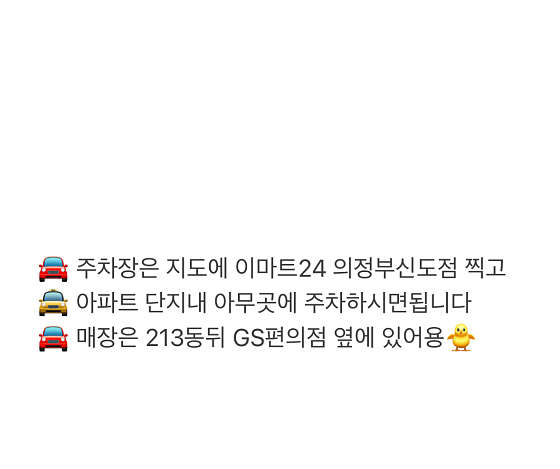 🚘 주차장은 지도에 이마트24 의정부신도점 찍고
🚖 아파트 단지내 아무곳에 주차하시면됩니다
🚘 매장은 213동뒤 GS편의점 옆에 있어용🐥